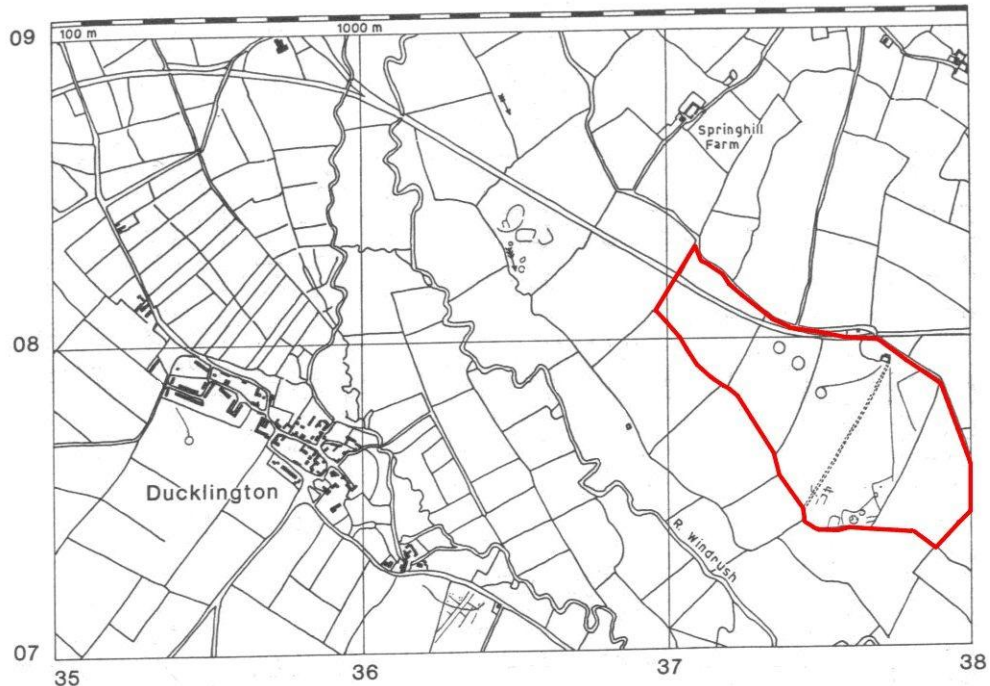 100 m
1000 m
09
Springhill
Farm
08
Ducklington
R. Windrush
07
35
36
37
38